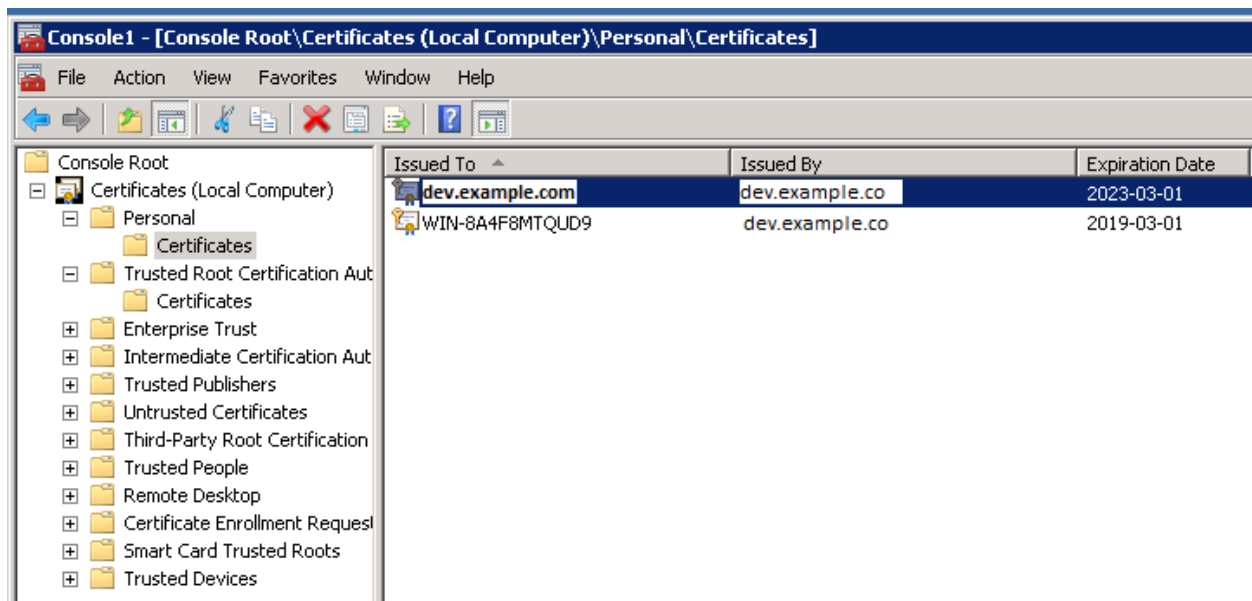 Console1 - [Console Root\Certificates (Local Computer)\Personal\Certificates]
File Action View Favorites Window Help
Console Root
Certificates (Local Computer)
Personal
Certificates
Trusted Root Certification Aut
Certificates
Enterprise Trust
Intermediate Certification Aut
Trusted Publishers
Untrusted Certificates
Third-Party Root Certification
Trusted People
Remote Desktop
Certificate Enrollment Request
Smart Card Trusted Roots
Trusted Devices
Issued To Issued By Expiration Date
dev.example.com dev.example.co 2023-03-01
WIN-8A4F8MTQUD9 dev.example.co 2019-03-01